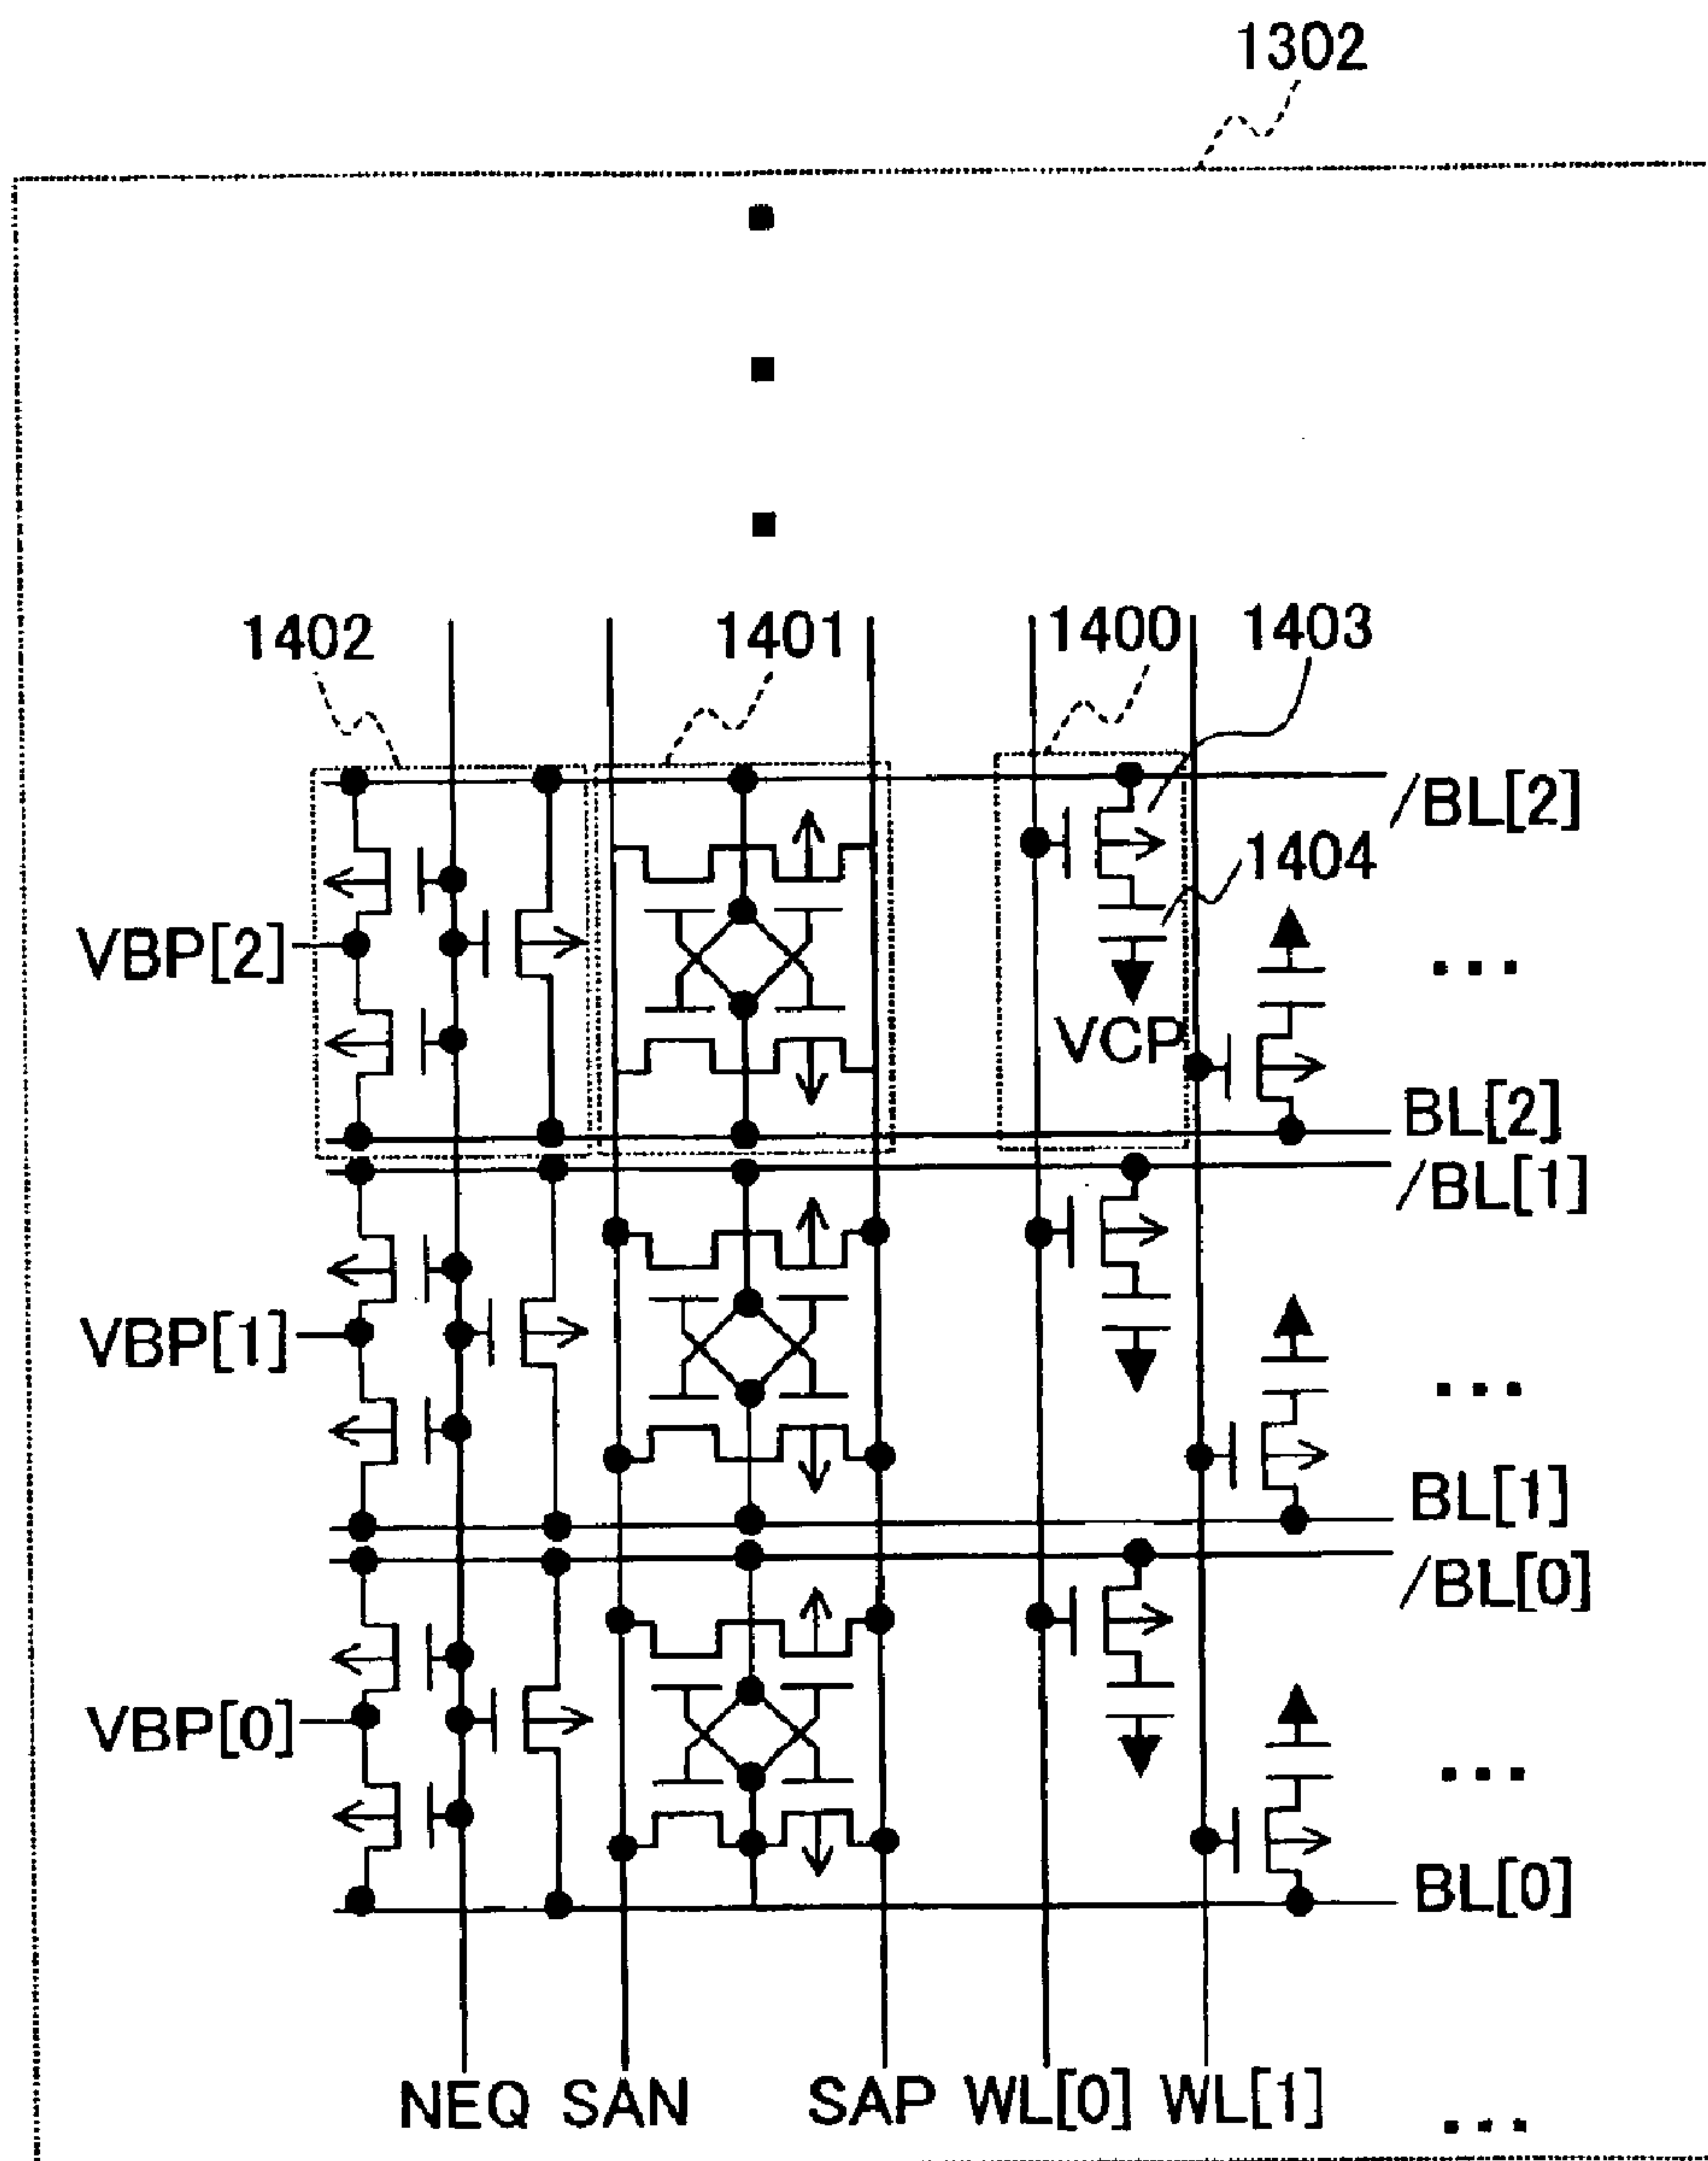 1302
1402 1401 1400 1403
/BL[2]
1404
VBP[2]
...
VCP
BL[2]
/BL[1]
VBP[1]
...
BL[1]
/BL[0]
VBP[0]
...
BL[0]
NEQ SAN SAP WL[0] WL[1] ...